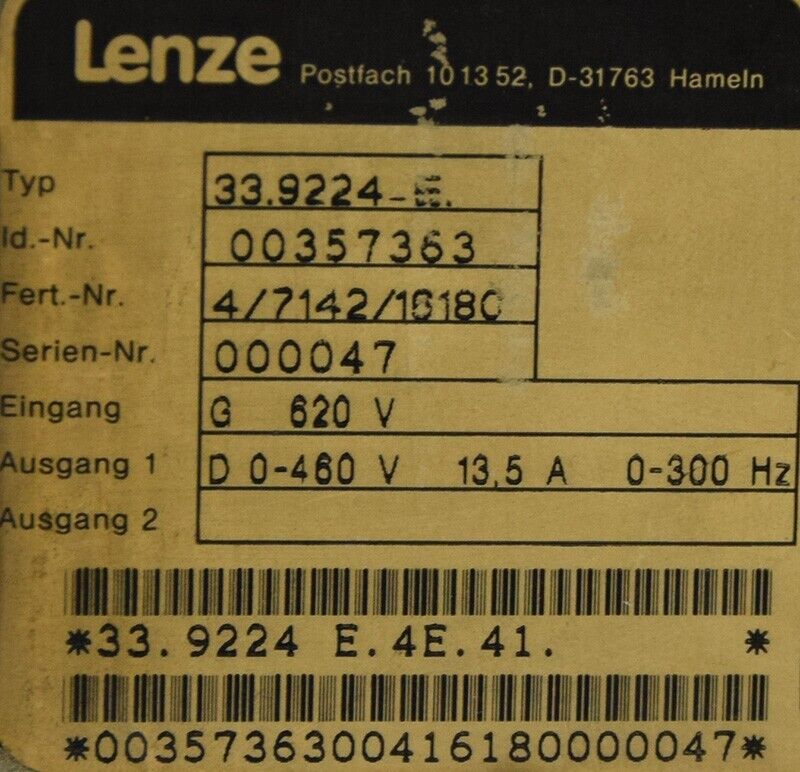 Lenze Postfach 10 13 52, D-31763 Hameln
Typ 33.9224-E.
Id.-Nr. 00357363
Fert.-Nr. 4/7142/16180
Serien-Nr. 000047
Eingang G 620 V
Ausgang 1 D 0-460 V 13,5 A 0-300 Hz
Ausgang 2
*33.9224 E.4E.41. *
*003573630041618000​0047*